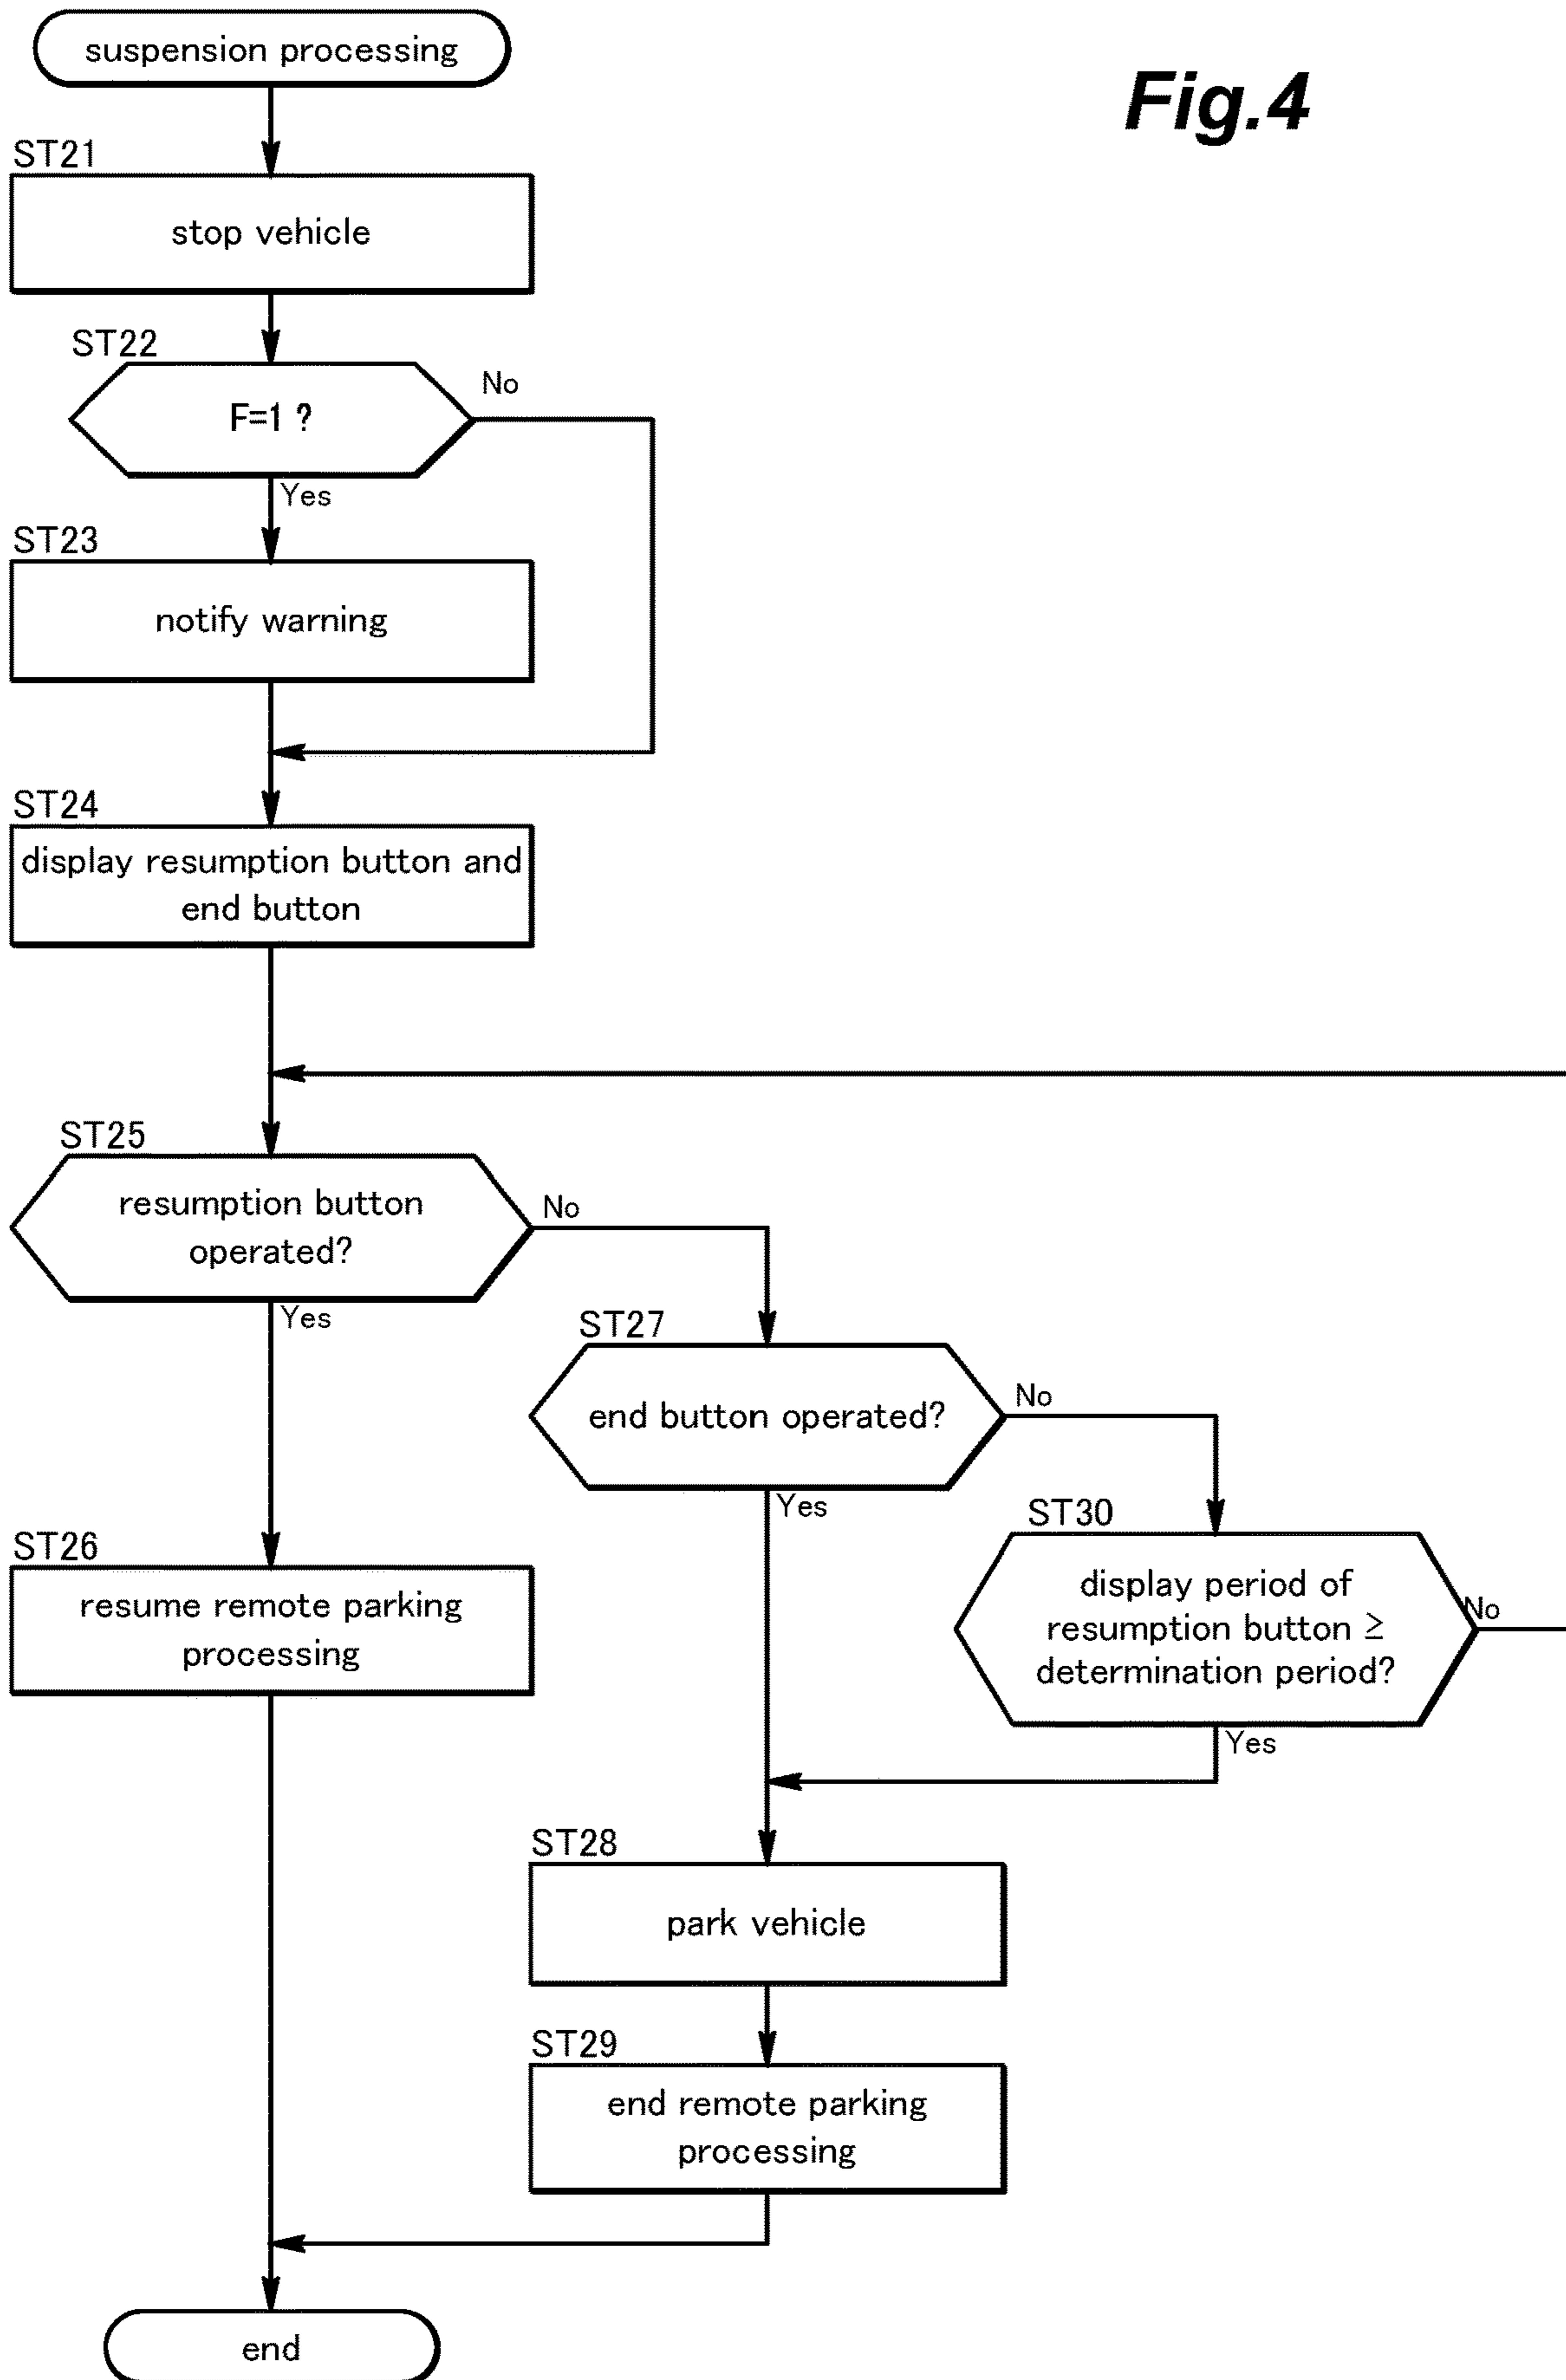 suspension processing
Fig.4
ST21
stop vehicle
ST22
F=1 ?
No
Yes
ST23
notify warning
ST24
display resumption button and
end button
ST25
resumption button
operated?
No
Yes
ST27
end button operated?
No
Yes
ST30
display period of
resumption button ≥
determination period?
No
Yes
ST26
resume remote parking
processing
ST28
park vehicle
ST29
end remote parking
processing
end